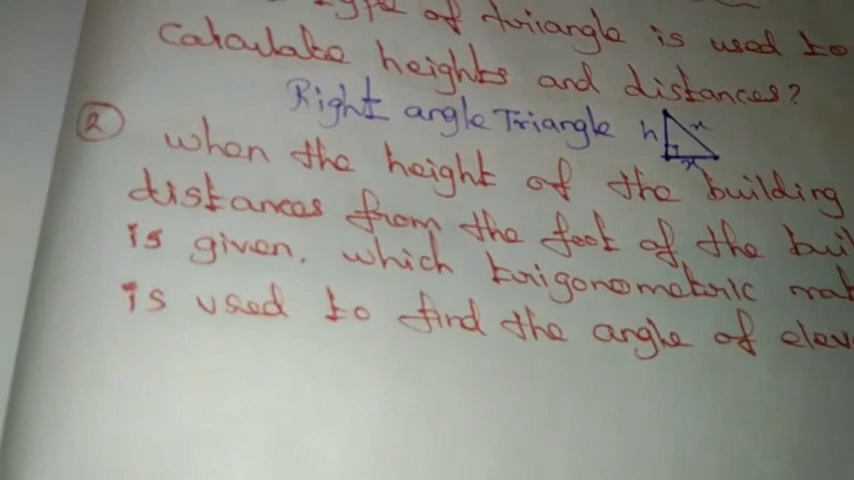 of triangle is used to
Calculate heights and distances?
Right angle Triangle h x x
2 when the height of the building
distances from the foot of the
is given. which trigonometric
is used to find the angle of